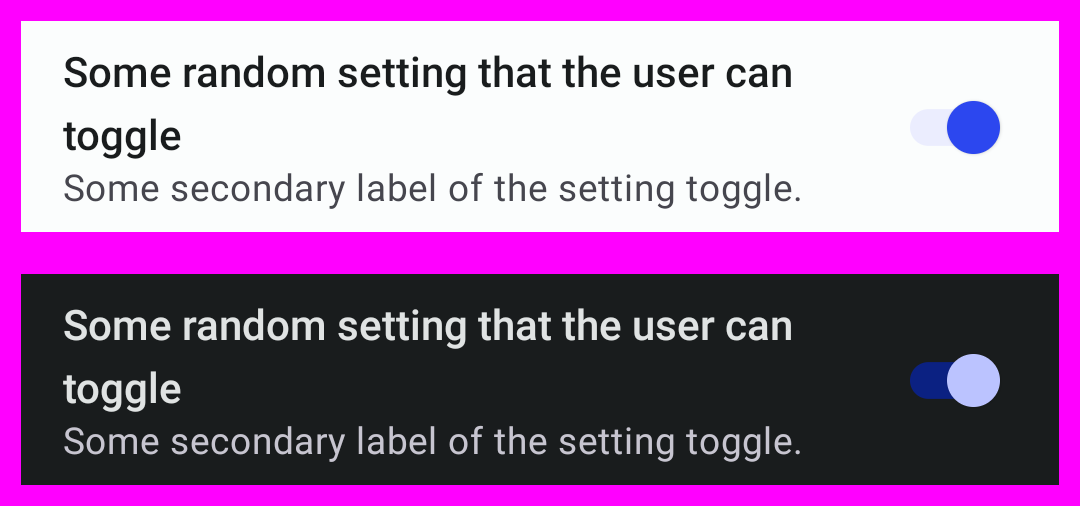 Some random setting that the user can
toggle
Some secondary label of the setting toggle.
Some random setting that the user can
toggle
Some secondary label of the setting toggle.